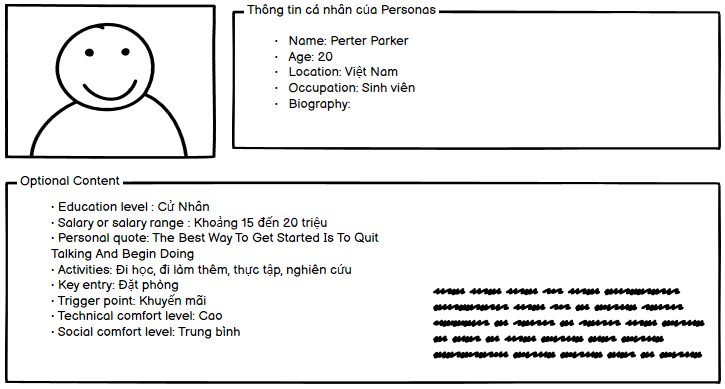 Thông tin cá nhân của Personas
· Name: Perter Parker
· Age: 20
· Location: Việt Nam
· Occupation: Sinh viên
· Biography:
Optional Content
· Education level : Cử Nhân
· Salary or salary range : Khoảng 15 đến 20 triệu
· Personal quote: The Best Way To Get Started Is To Quit
Talking And Begin Doing
· Activities: Đi học, đi làm thêm, thực tập, nghiên cứu
· Key entry: Đặt phòng
· Trigger point: Khuyến mãi
· Technical comfort level: Cao
· Social comfort level: Trung bình